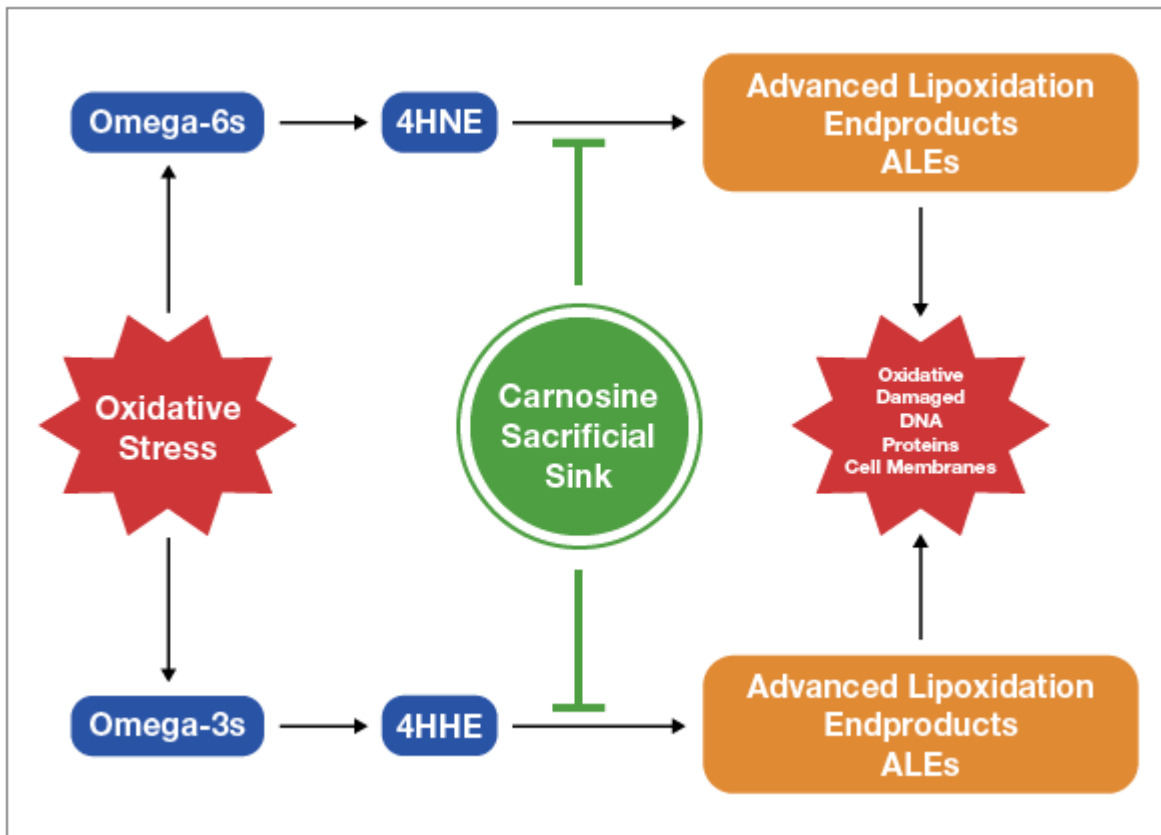 Omega-6s
4HNE
Advanced Lipoxidation
Endproducts
ALEs
Oxidative
Stress
Carnosine
Sacrificial
Sink
Oxidative
Damaged
DNA
Proteins
Cell Membranes
Omega-3s
4HHE
Advanced Lipoxidation
Endproducts
ALEs